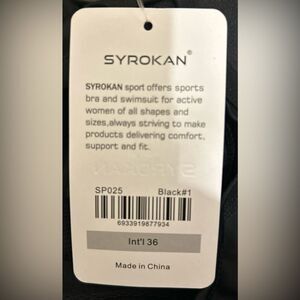 SYROKAN®
SYROKAN sport offers sports
bra and swimsuit for active
women of all shapes and
sizes,always striving to make
products delivering comfort,
support and fit.
SYROKAN
SP025 Black#1
6933919877934
Int'l 36
Made in China